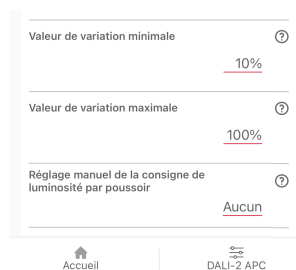 Valeur de variation minimale
10%
Valeur de variation maximale
100%
Réglage manuel de la consigne de
luminosité par poussoir
Aucun
Accueil
DALI-2 APC